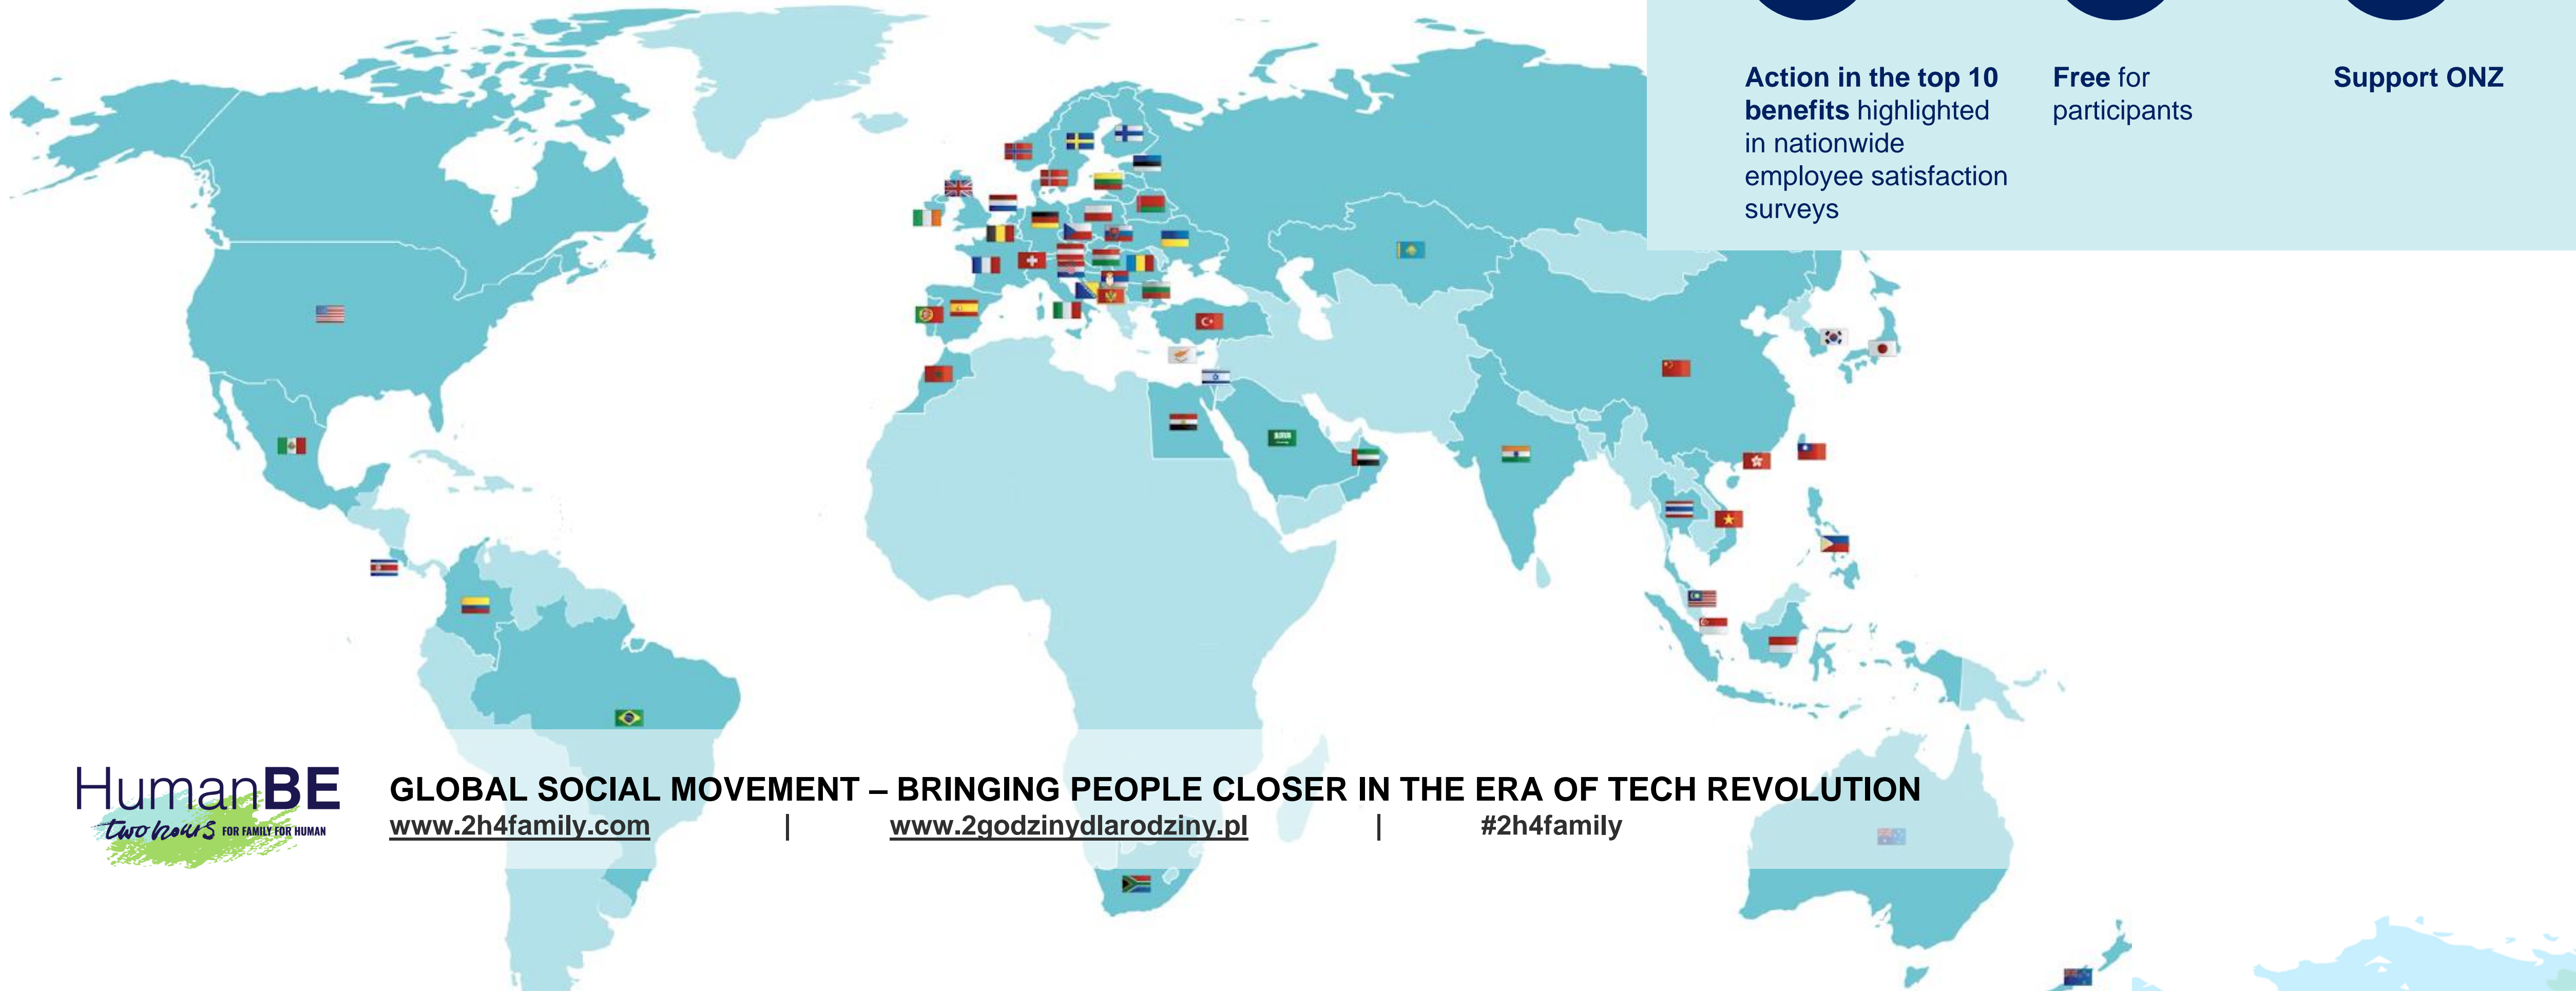 Action in the top 10
benefits highlighted
in nationwide
employee satisfaction
surveys
Free for
participants
Support ONZ
HumanBE
two hours FOR FAMILY FOR HUMAN
GLOBAL SOCIAL MOVEMENT – BRINGING PEOPLE CLOSER IN THE ERA OF TECH REVOLUTION
www.2h4family.com | www.2godzinydlarodziny.pl | #2h4family